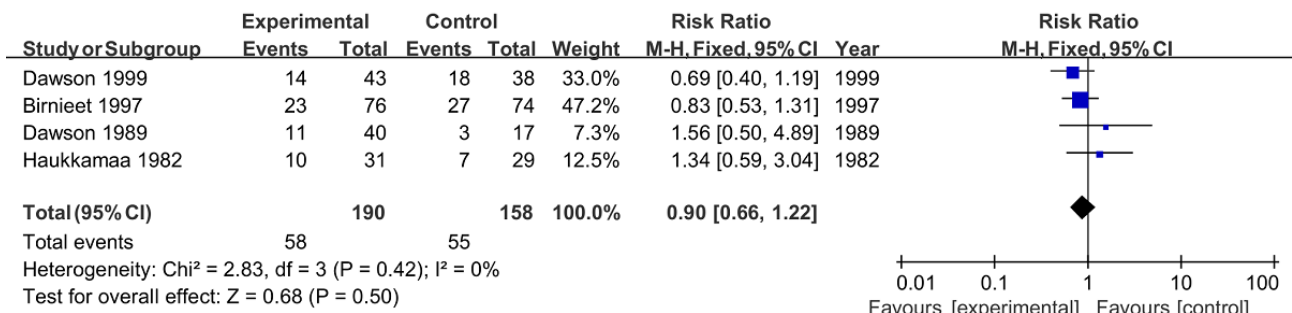 Experimental Control Risk Ratio Risk Ratio
Study or Subgroup Events Total Events Total Weight M-H, Fixed, 95% CI Year M-H, Fixed, 95% CI
Dawson 1999 14 43 18 38 33.0% 0.69 [0.40, 1.19] 1999
Birnieet 1997 23 76 27 74 47.2% 0.83 [0.53, 1.31] 1997
Dawson 1989 11 40 3 17 7.3% 1.56 [0.50, 4.89] 1989
Haukkamaa 1982 10 31 7 29 12.5% 1.34 [0.59, 3.04] 1982
Total (95% CI) 190 158 100.0% 0.90 [0.66, 1.22]
Total events 58 55
Heterogeneity: Chi² = 2.83, df = 3 (P = 0.42); I² = 0%
Test for overall effect: Z = 0.68 (P = 0.50)
0.01 0.1 1 10 100
Favours [experimental] Favours [control]